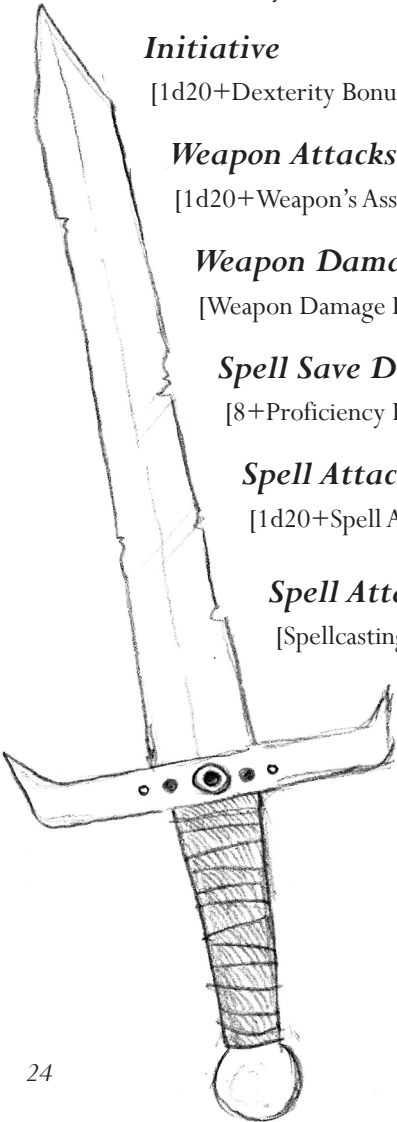 Initiative
[1d20+Dexterity Bonu
Weapon Attacks
[1d20+Weapon's Ass
Weapon Dama
[Weapon Damage
Spell Save D
[8+Proficiency
Spell Attac
[1d20+Spell A
Spell Atta
[Spellcasting
24